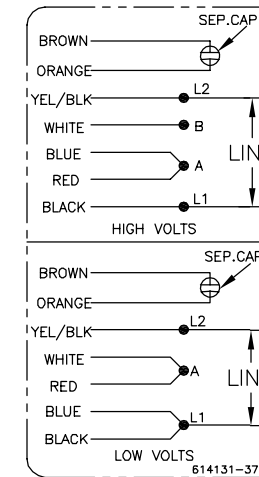 SEP.CAP
BROWN
ORANGE
YEL/BLK L2
WHITE B
BLUE
A LIN
RED
BLACK L1
HIGH VOLTS
SEP.CAP
BROWN
ORANGE
YEL/BLK L2
WHITE
A LIN
RED
BLUE
L1
BLACK
LOW VOLTS
614131-37